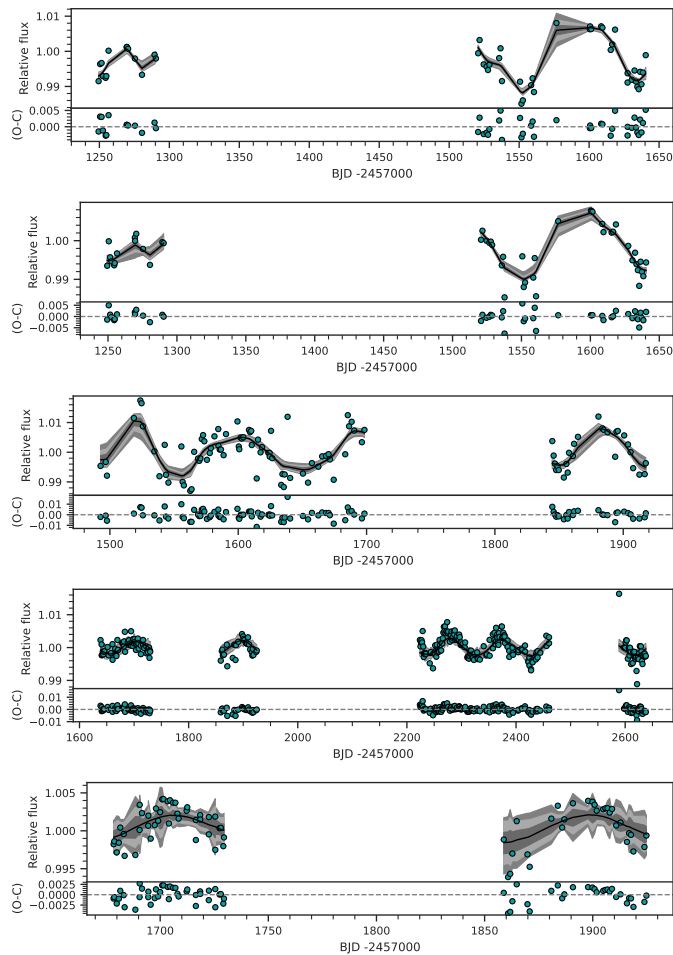 1.01
1.00
0.99
Relative flux
0.005
0.000
(O-C)
1250 1300 1350 1400 1450 1500 1550 1600 1650
BJD -2457000
1.00
0.99
Relative flux
0.005
0.000
−0.005
(O-C)
1250 1300 1350 1400 1450 1500 1550 1600 1650
BJD -2457000
1.01
1.00
0.99
Relative flux
0.01
0.00
−0.01
(O-C)
1500 1600 1700 1800 1900
BJD -2457000
1.01
1.00
0.99
Relative flux
0.01
0.00
−0.01
(O-C)
1600 1800 2000 2200 2400 2600
BJD -2457000
1.005
1.000
0.995
Relative flux
0.0025
0.0000
−0.0025
(O-C)
1700 1750 1800 1850 1900
BJD -2457000